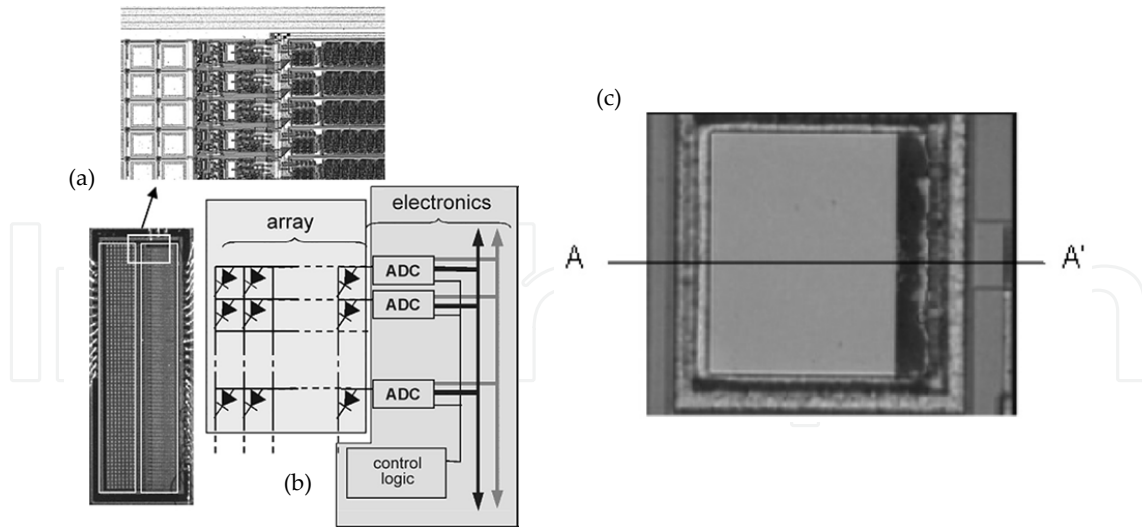 (a)
array
electronics
ADC
ADC
ADC
control
logic
(b)
(c)
A
A'